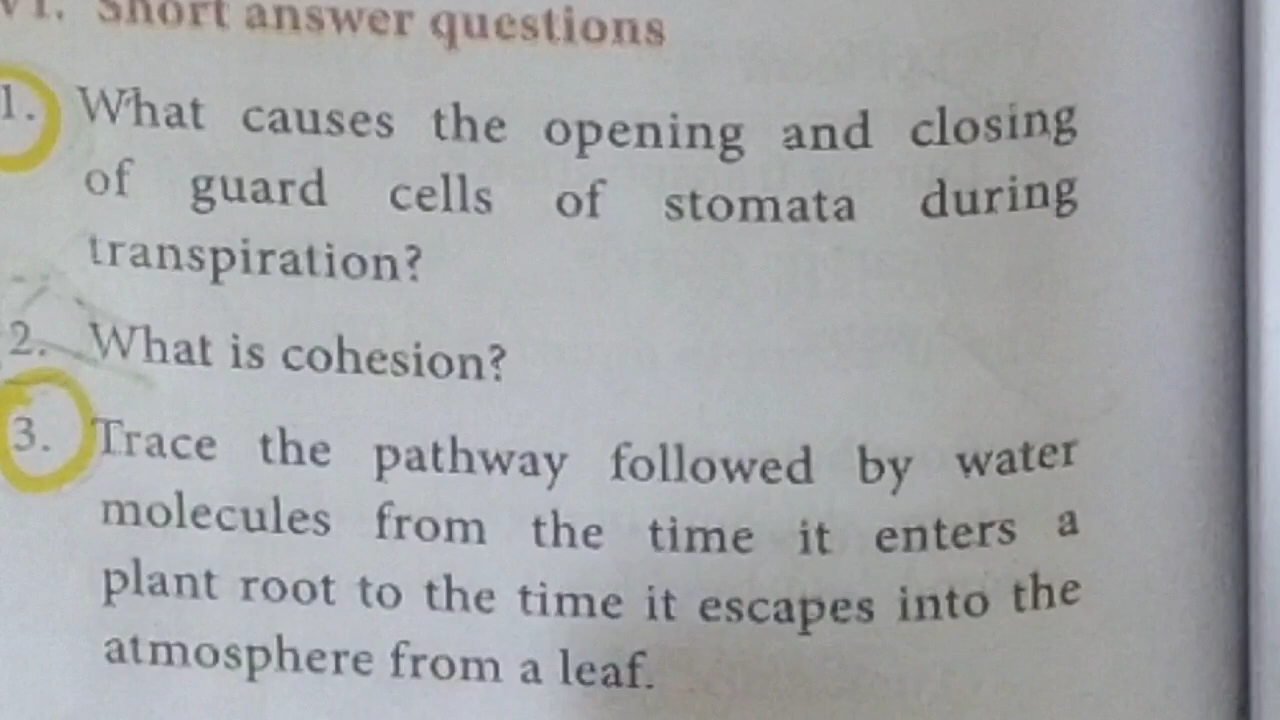 VI. Short answer questions
1. What causes the opening and closing
of guard cells of stomata during
transpiration?
2. What is cohesion?
3. Trace the pathway followed by water
molecules from the time it enters a
plant root to the time it escapes into the
atmosphere from a leaf.